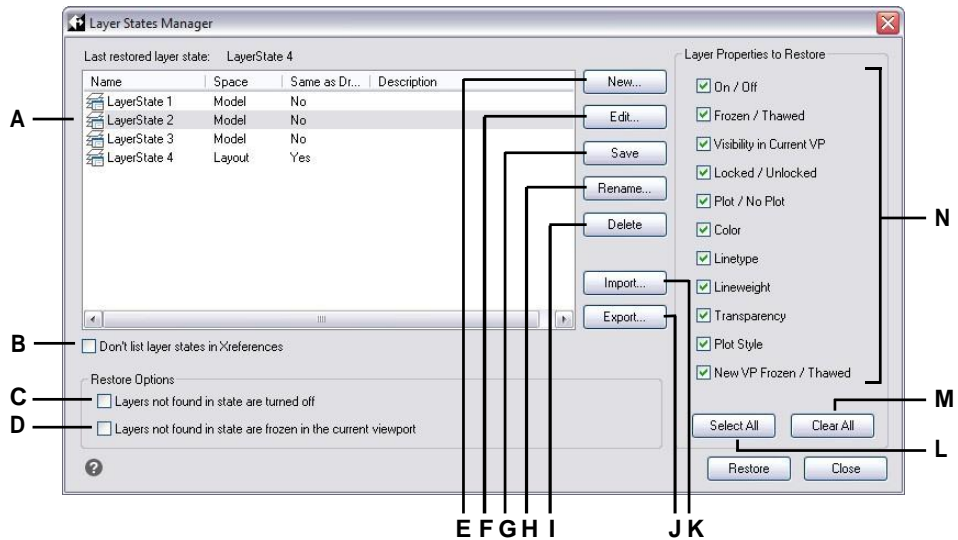 Layer States Manager
Last restored layer state: LayerState 4
Name Space Same as Dr... Description
LayerState 1 Model No
LayerState 2 Model No
LayerState 3 Model No
LayerState 4 Layout Yes
New...
Edit...
Save
Rename...
Delete
Import...
Export...
Don't list layer states in Xreferences
Restore Options
Layers not found in state are turned off
Layers not found in state are frozen in the current viewport
Layer Properties to Restore
On / Off
Frozen / Thawed
Visibility in Current VP
Locked / Unlocked
Plot / No Plot
Color
Linetype
Lineweight
Transparency
Plot Style
New VP Frozen / Thawed
Select All Clear All
Restore Close
?
A
B
C
D
E F G H I J K
L
M
N